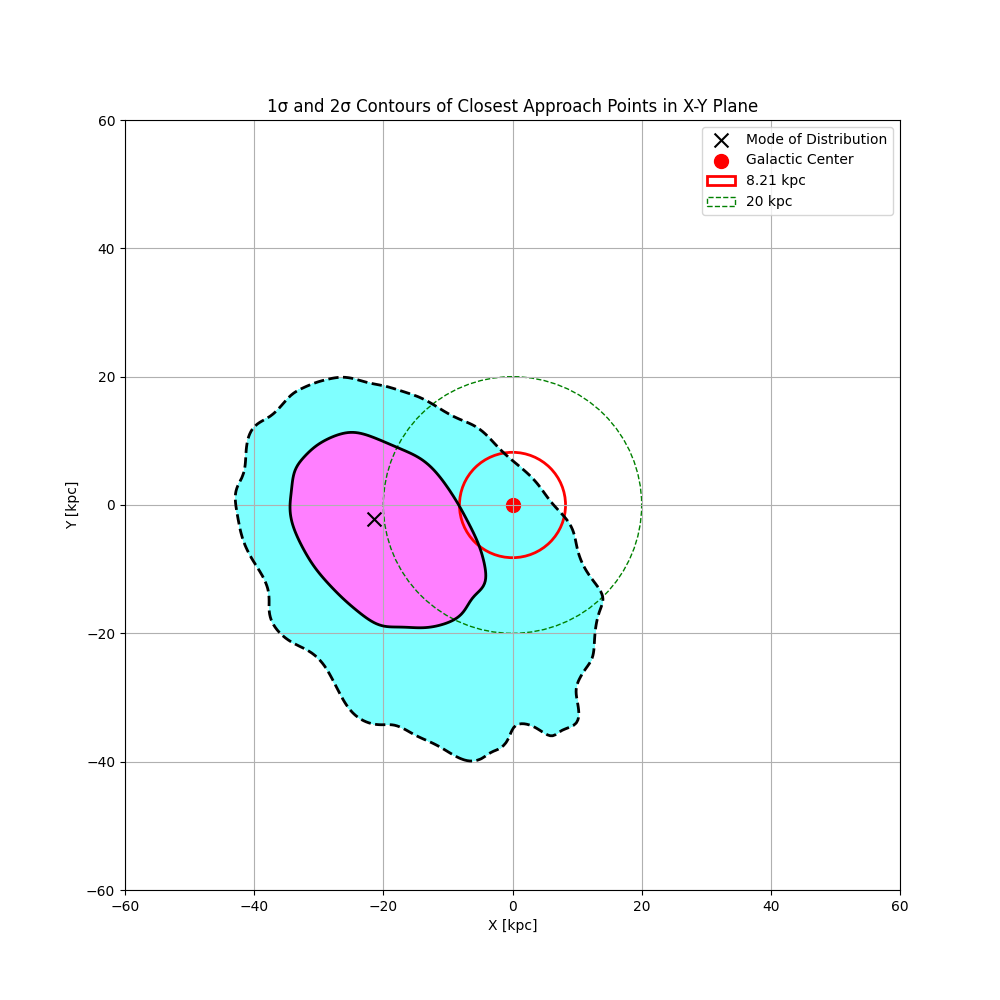 1σ and 2σ Contours of Closest Approach Points in X-Y Plane
Mode of Distribution
Galactic Center
8.21 kpc
20 kpc
Y [kpc]
60
40
20
0
−20
−40
−60
−60 −40 −20 0 20 40 60
X [kpc]